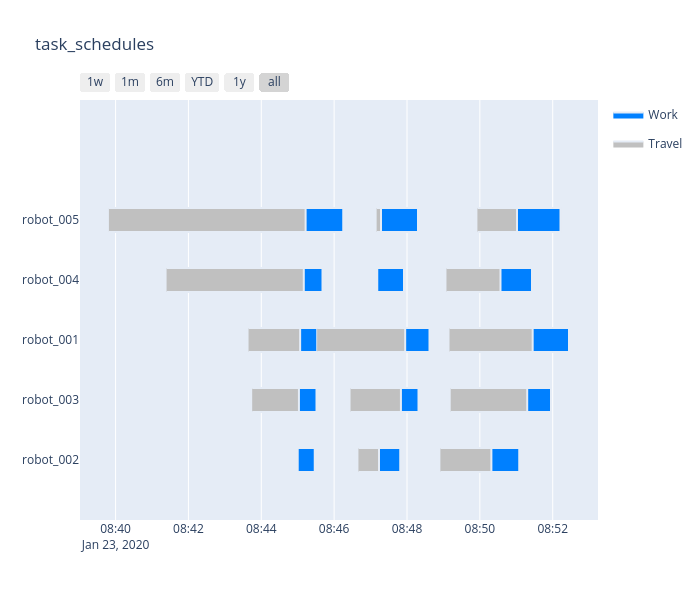 task_schedules
1w 1m 6m YTD 1y all
Work
Travel
robot_005
robot_004
robot_001
robot_003
robot_002
08:40 08:42 08:44 08:46 08:48 08:50 08:52
Jan 23, 2020